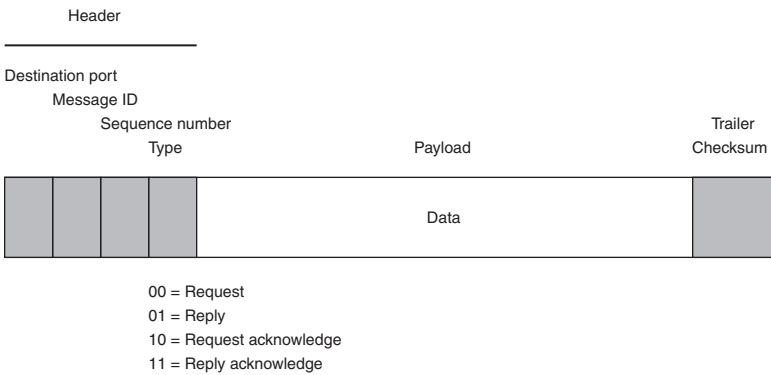 Header
Destination port
Message ID
Sequence number
Trailer
Type
Payload
Checksum
Data
00 = Request
01 = Reply
10 = Request acknowledge
11 = Reply acknowledge